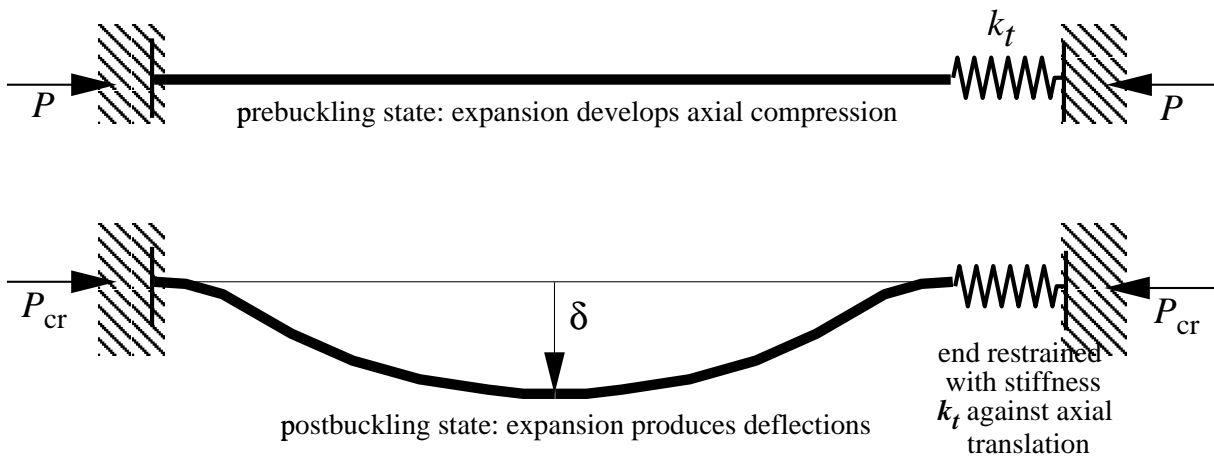 k_t
P
P
prebuckling state: expansion develops axial compression
P_cr
δ
P_cr
end restrained
with stiffness
k_t against axial
translation
postbuckling state: expansion produces deflections